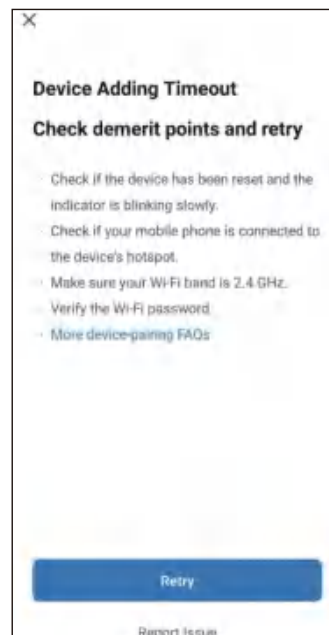 Device Adding Timeout
Check demerit points and retry
· Check if the device has been reset and the
indicator is blinking slowly.
· Check if your mobile phone is connected to
the device's hotspot.
· Make sure your Wi-Fi band is 2.4 GHz.
· Verify the Wi-Fi password
· More device-pairing FAQs
Retry
Report Issue